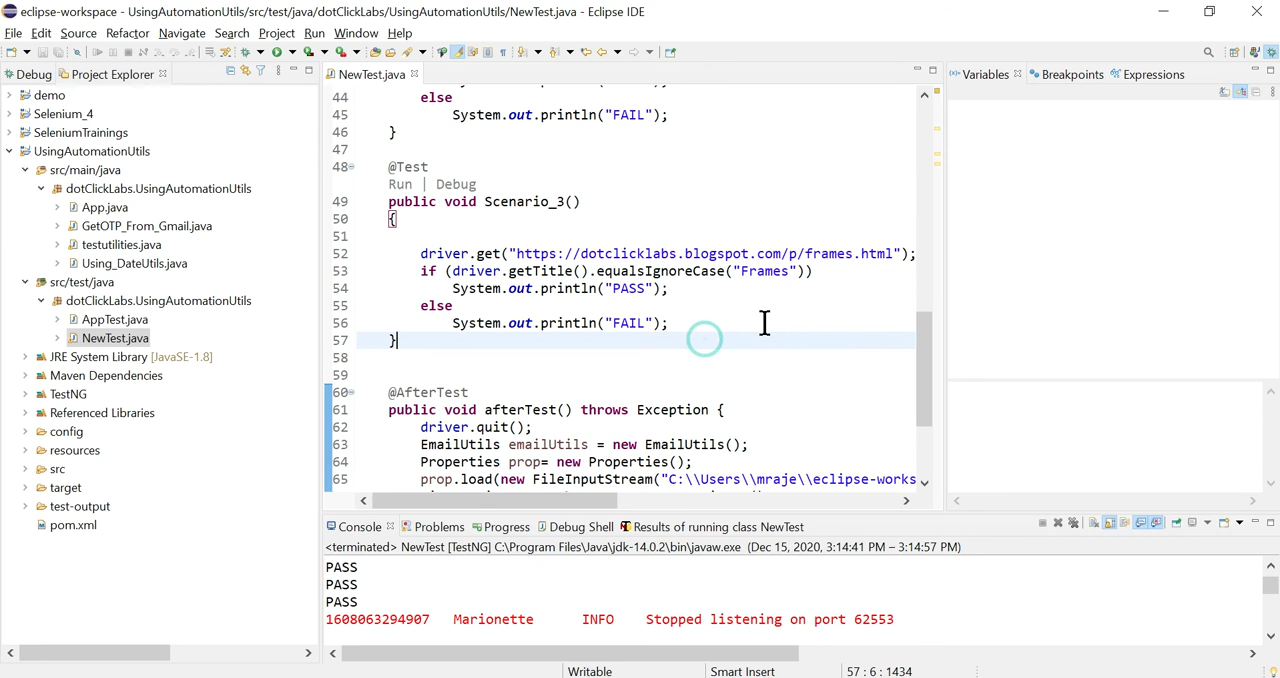 eclipse-workspace - UsingAutomationUtils/src/test/java/dotClickLabs/UsingAutomationUtils/NewTest.java - Eclipse IDE
File Edit Source Refactor Navigate Search Project Run Window Help
Debug Project Explorer
NewTest.java
Variables Breakpoints Expressions
demo
Selenium_4
SeleniumTrainings
UsingAutomationUtils
src/main/java
dotClickLabs.UsingAutomationUtils
App.java
GetOTP_From_Gmail.java
testutilities.java
Using_DateUtils.java
src/test/java
dotClickLabs.UsingAutomationUtils
AppTest.java
NewTest.java
JRE System Library [JavaSE-1.8]
Maven Dependencies
TestNG
Referenced Libraries
config
resources
src
target
test-output
pom.xml
44 else
45 System.out.println("FAIL");
46 }
47
48 @Test
Run | Debug
49 public void Scenario_3()
50 {
51
52 driver.get("https://dotclicklabs.blogspot.com/p/frames.html");
53 if (driver.getTitle().equalsIgnoreCase("Frames"))
54 System.out.println("PASS");
55 else
56 System.out.println("FAIL");
57 }
58
59
60 @AfterTest
61 public void afterTest() throws Exception {
62 driver.quit();
63 EmailUtils emailUtils = new EmailUtils();
64 Properties prop= new Properties();
65 prop.load(new FileInputStream("C:\\Users\\mraje\\eclipse-works
Console Problems Progress Debug Shell Results of running class NewTest
<terminated> NewTest [TestNG] C:\Program Files\Java\jdk-14.0.2\bin\javaw.exe (Dec 15, 2020, 3:14:41 PM – 3:14:57 PM)
PASS
PASS
PASS
1608063294907 Marionette INFO Stopped listening on port 62553
Writable Smart Insert 57 : 6 : 1434